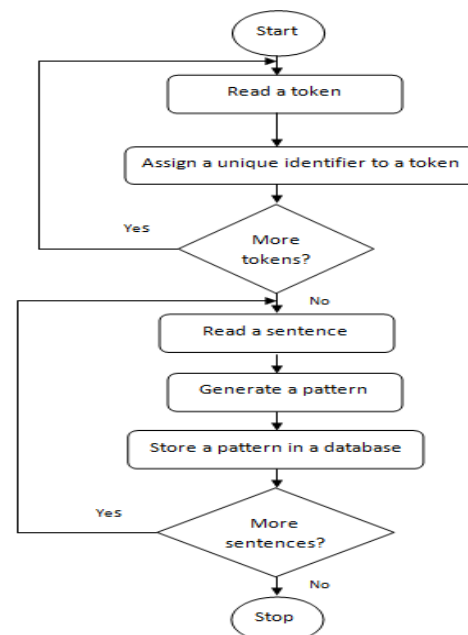 Start
Read a token
Assign a unique identifier to a token
Yes
More
tokens?
No
Read a sentence
Generate a pattern
Store a pattern in a database
Yes
More
sentences?
No
Stop